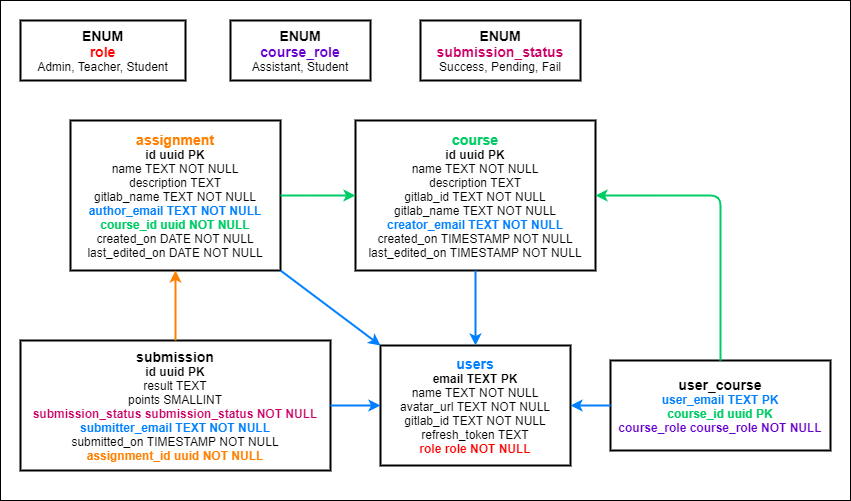 ENUM
role
Admin, Teacher, Student
ENUM
course_role
Assistant, Student
ENUM
submission_status
Success, Pending, Fail
assignment
id uuid PK
name TEXT NOT NULL
description TEXT
gitlab_name TEXT NOT NULL
author_email TEXT NOT NULL
course_id uuid NOT NULL
created_on DATE NOT NULL
last_edited_on DATE NOT NULL
course
id uuid PK
name TEXT NOT NULL
description TEXT
gitlab_id TEXT NOT NULL
gitlab_name TEXT NOT NULL
creator_email TEXT NOT NULL
created_on TIMESTAMP NOT NULL
last_edited_on TIMESTAMP NOT NULL
submission
id uuid PK
result TEXT
points SMALLINT
submission_status submission_status NOT NULL
submitter_email TEXT NOT NULL
submitted_on TIMESTAMP NOT NULL
assignment_id uuid NOT NULL
users
email TEXT PK
name TEXT NOT NULL
avatar_url TEXT NOT NULL
gitlab_id TEXT NOT NULL
refresh_token TEXT
role role NOT NULL
user_course
user_email TEXT PK
course_id uuid PK
course_role course_role NOT NULL